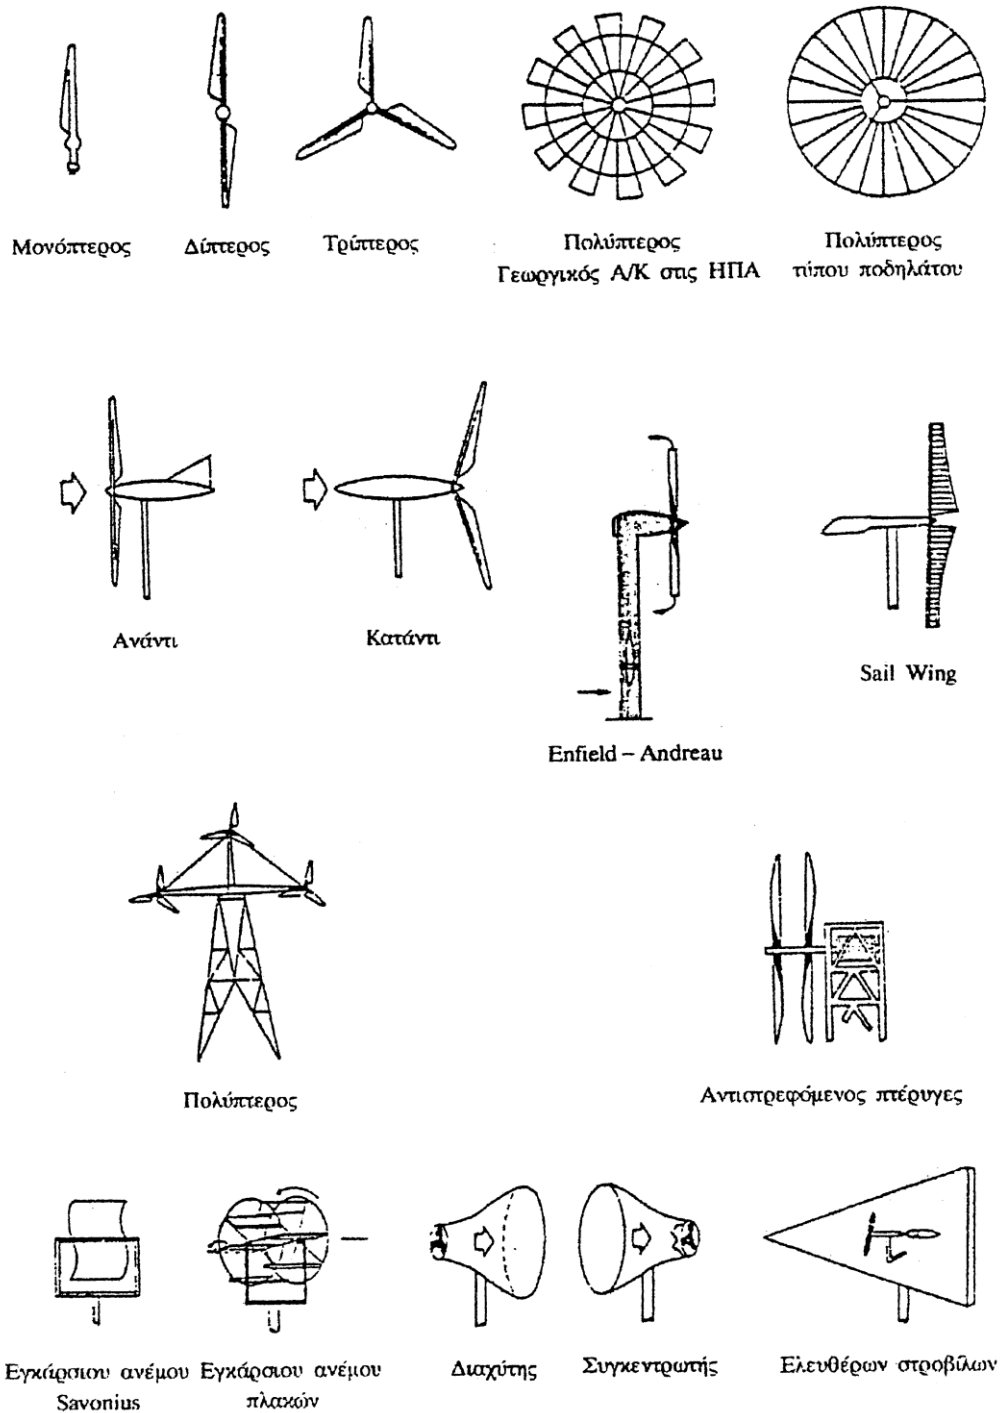 Μονόπτερος
Δίπτερος
Τρίπτερος
Πολύπτερος
Γεωργικός Α/Κ στις ΗΠΑ
Πολύπτερος
τύπου ποδηλάτου
Ανάντι
Κατάντι
Enfield – Andreau
Sail Wing
Πολύπτερος
Αντιστρεφόμενος πτέρυγες
Εγκάρσιου ανέμου
Savonius
Εγκάρσιου ανέμου
πλακών
Διαχύτης
Συγκεντρωτής
Ελευθέρων στροβίλων